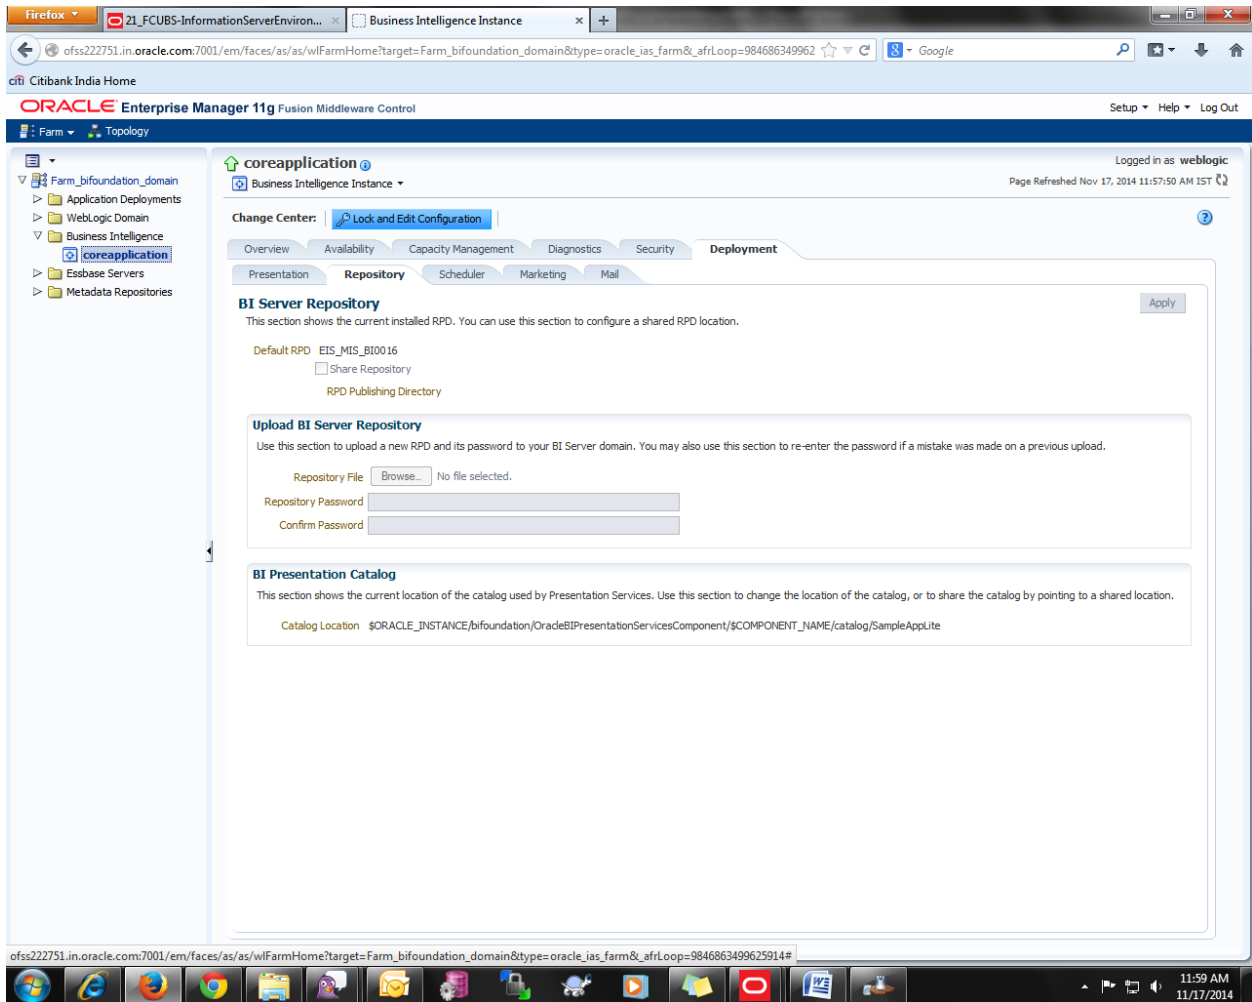 Firefox
21_FCUBS-InformationServerEnviron... ×
Business Intelligence Instance ×
+
ofss222751.in.oracle.com:7001/em/faces/as/as/wlFarmHome?target=Farm_bifoundation_domain&type=oracle_ias_farm&_afrLoop=984686349962
8 Google
citi Citibank India Home
ORACLE Enterprise Manager 11g Fusion Middleware Control
Setup Help Log Out
Farm Topology
Farm_bifoundation_domain
Application Deployments
WebLogic Domain
Business Intelligence
coreapplication
Essbase Servers
Metadata Repositories
coreapplication
Logged in as weblogic
Business Intelligence Instance
Page Refreshed Nov 17, 2014 11:57:50 AM IST
Change Center: Lock and Edit Configuration
Overview Availability Capacity Management Diagnostics Security Deployment
Presentation Repository Scheduler Marketing Mail
BI Server Repository
Apply
This section shows the current installed RPD. You can use this section to configure a shared RPD location.
Default RPD EIS_MIS_BI0016
Share Repository
RPD Publishing Directory
Upload BI Server Repository
Use this section to upload a new RPD and its password to your BI Server domain. You may also use this section to re-enter the password if a mistake was made on a previous upload.
Repository File Browse... No file selected.
Repository Password
Confirm Password
BI Presentation Catalog
This section shows the current location of the catalog used by Presentation Services. Use this section to change the location of the catalog, or to share the catalog by pointing to a shared location.
Catalog Location $ORACLE_INSTANCE/bifoundation/OracleBIPresentationServicesComponent/$COMPONENT_NAME/catalog/SampleAppLite
ofss222751.in.oracle.com:7001/em/faces/as/as/wlFarmHome?target=Farm_bifoundation_domain&type=oracle_ias_farm&_afrLoop=9846863499625914#
11:59 AM
11/17/2014